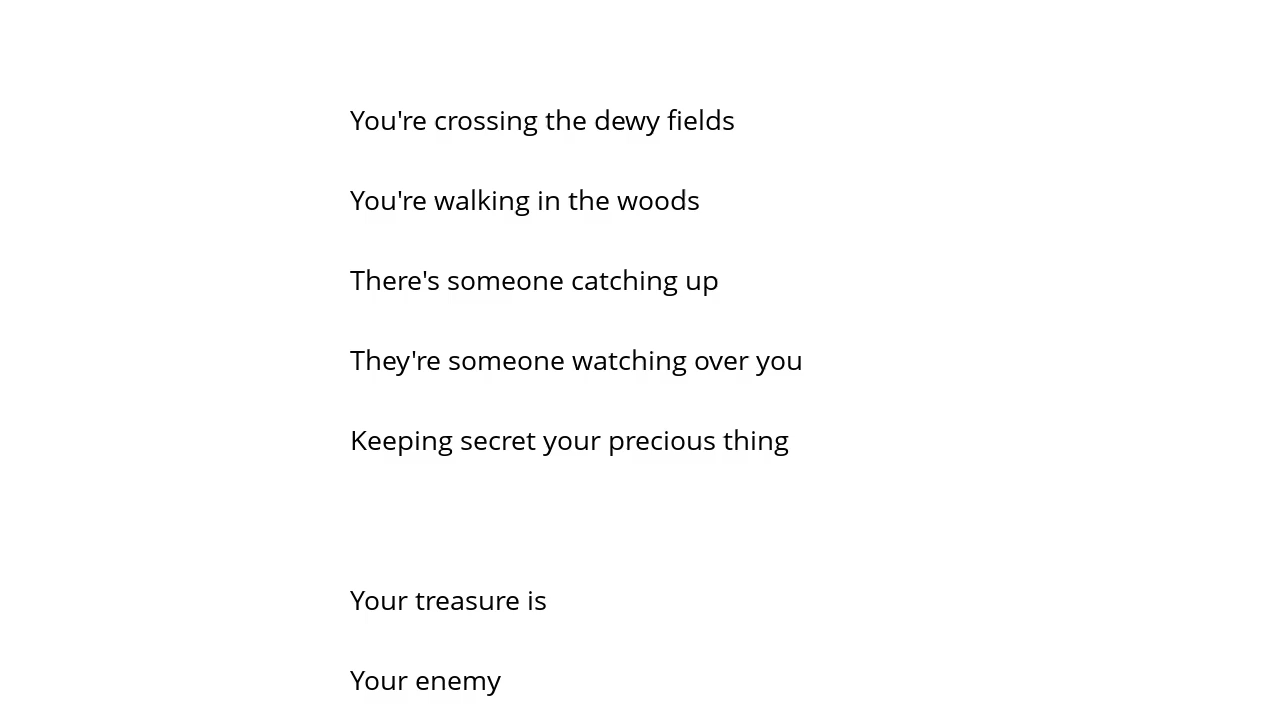 You're crossing the dewy fields
You're walking in the woods
There's someone catching up
They're someone watching over you
Keeping secret your precious thing
Your treasure is
Your enemy